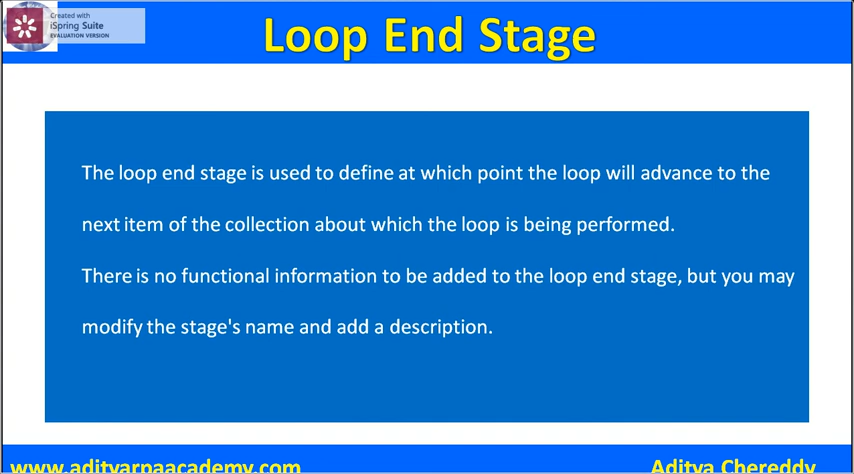 Created with
iSpring Suite
EVALUATION VERSION
Loop End Stage
The loop end stage is used to define at which point the loop will advance to the
next item of the collection about which the loop is being performed.
There is no functional information to be added to the loop end stage, but you may
modify the stage's name and add a description.
www.adityarpaacademy.com
Aditya Chereddy